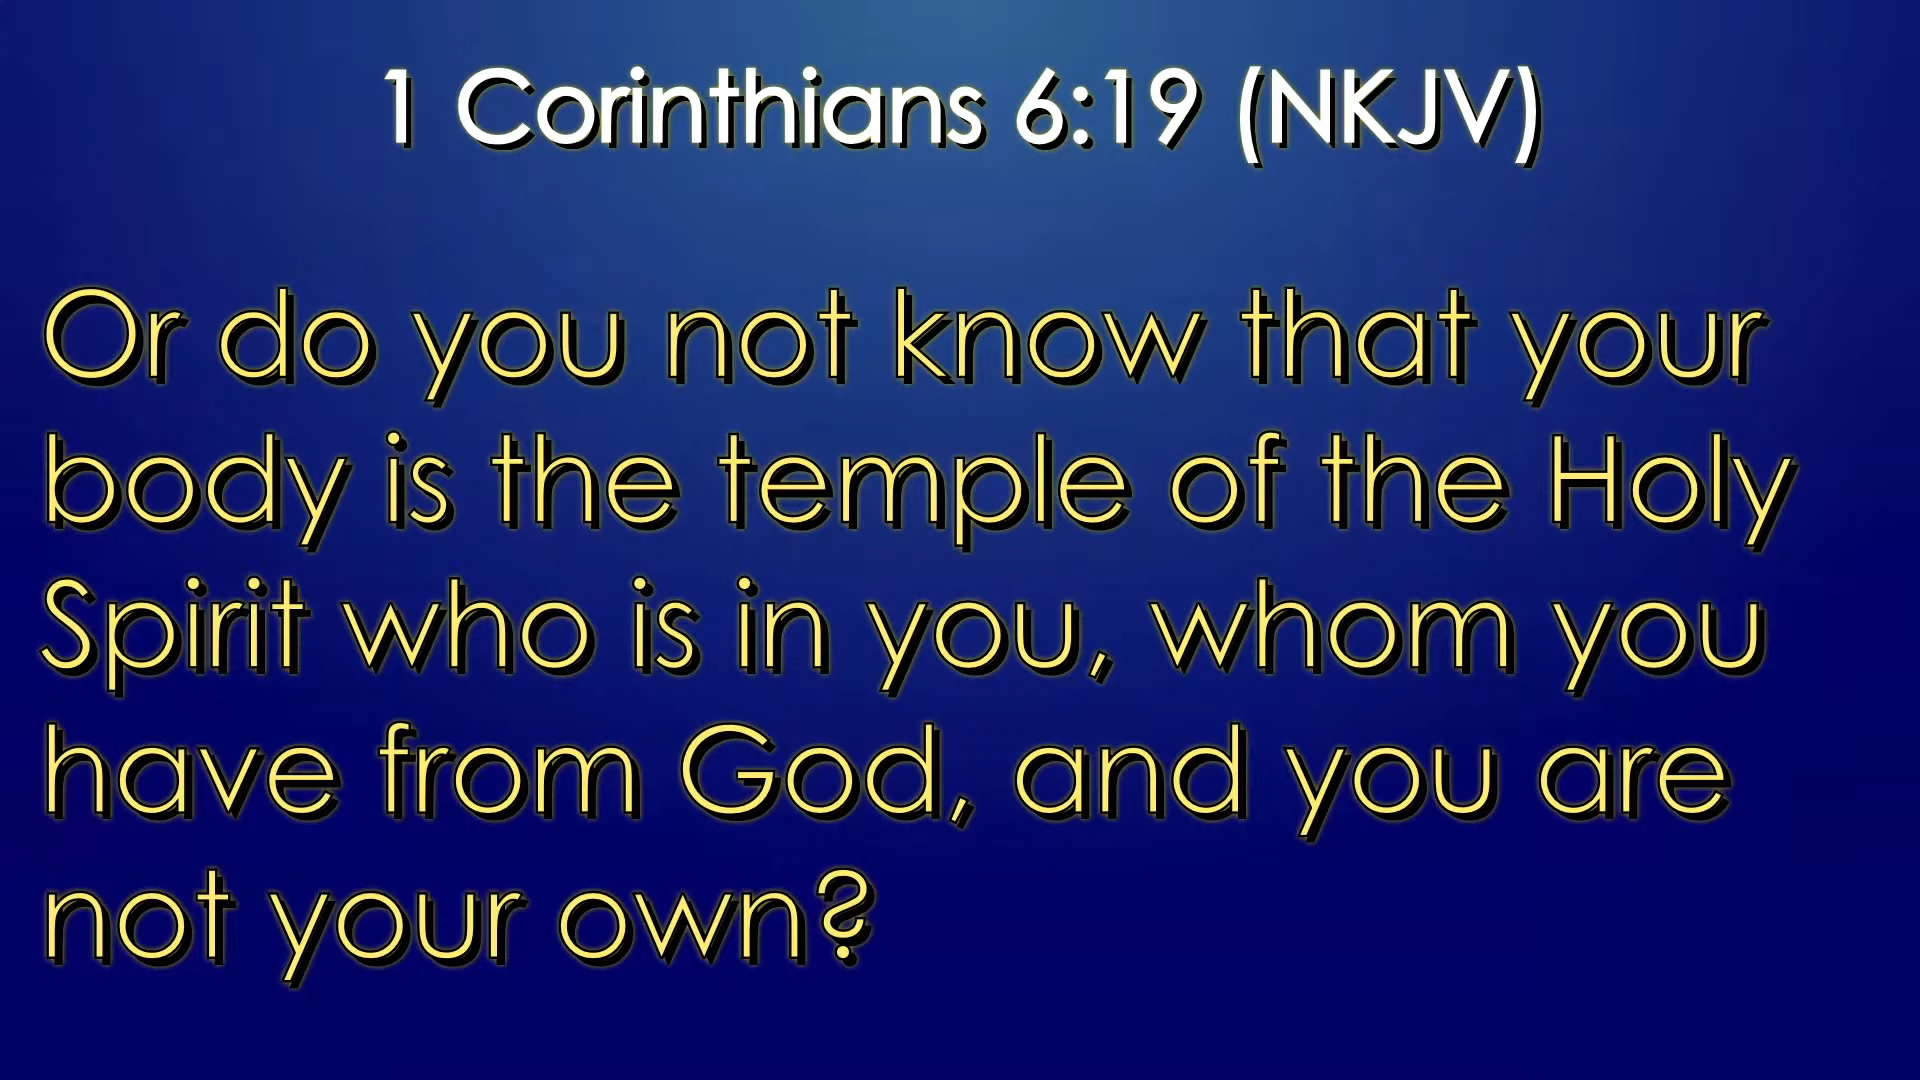 1 Corinthians 6:19 (NKJV)
Or do you not know that your
body is the temple of the Holy
Spirit who is in you, whom you
have from God, and you are
not your own?